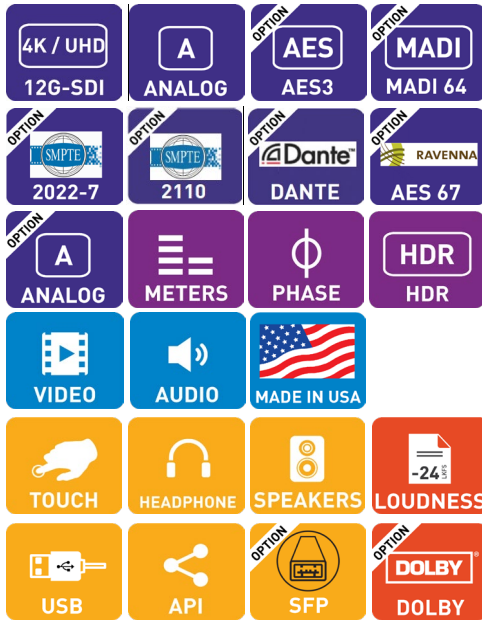 4K / UHD
12G-SDI
A
ANALOG
OPTION
AES
AES3
OPTION
MADI
MADI 64
OPTION
SMPTE
2022-7
OPTION
SMPTE
2110
OPTION
Dante™
DANTE
OPTION
RAVENNA
AES 67
OPTION
A
ANALOG
METERS
PHASE
HDR
HDR
VIDEO
AUDIO
MADE IN USA
TOUCH
HEADPHONE
SPEAKERS
-24 LKFS
LOUDNESS
USB
API
OPTION
SFP
OPTION
DOLBY®
DOLBY